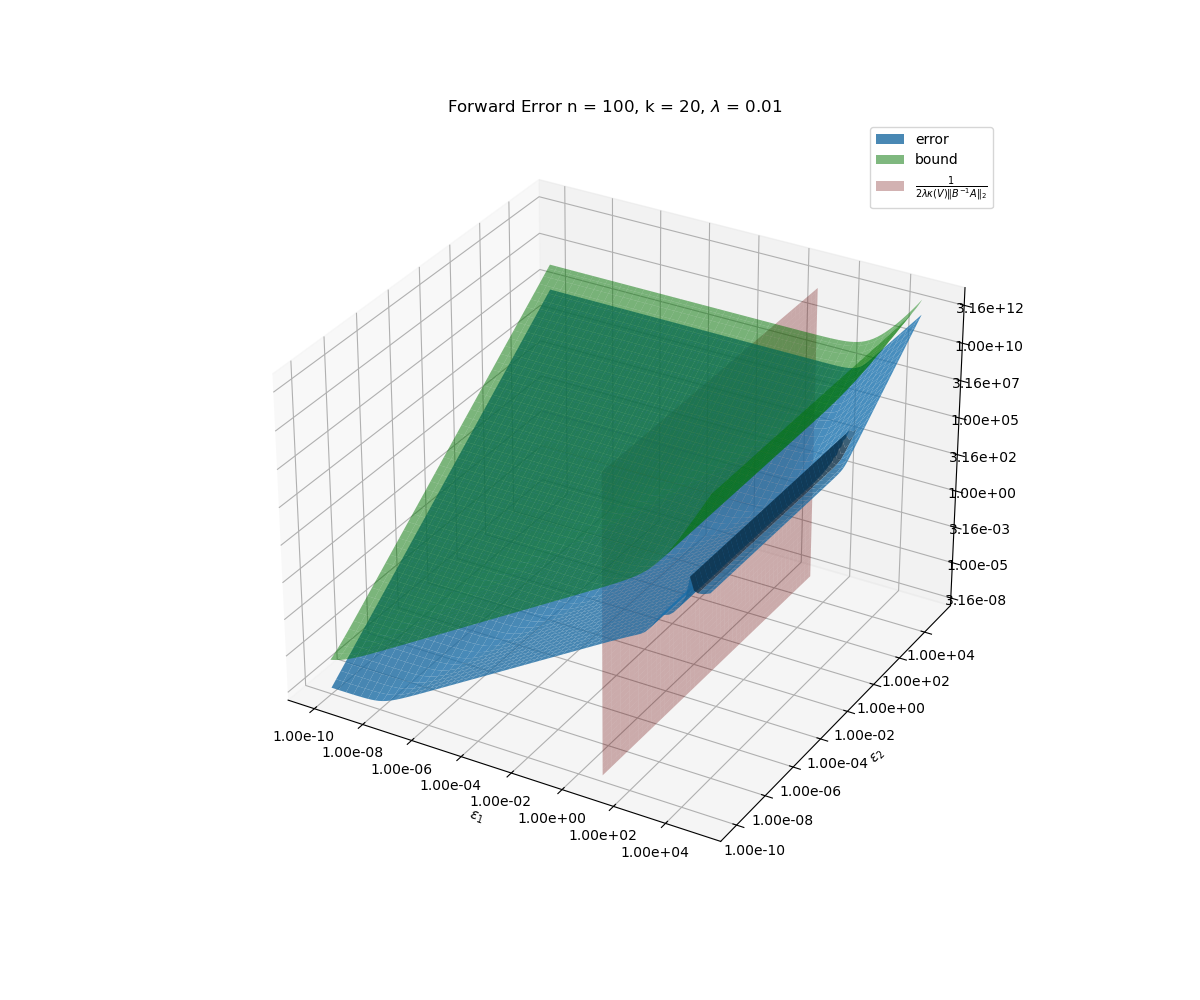 Forward Error n = 100, k = 20, λ = 0.01
error
bound
1/(2λκ(V)‖B⁻¹A‖₂)
3.16e+12
1.00e+10
3.16e+07
1.00e+05
3.16e+02
1.00e+00
3.16e-03
1.00e-05
3.16e-08
1.00e+04
1.00e+02
1.00e+00
1.00e-02
1.00e-04
1.00e-06
1.00e-08
1.00e-10
ε₂
1.00e-10
1.00e-08
1.00e-06
1.00e-04
1.00e-02
1.00e+00
1.00e+02
1.00e+04
ε₁